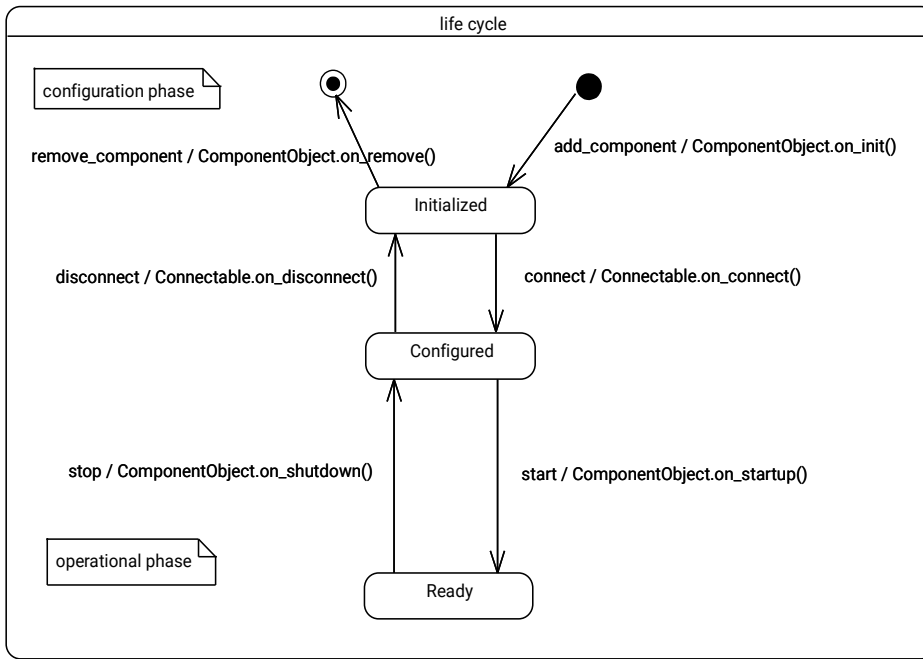 life cycle
configuration phase
remove_component / ComponentObject.on_remove()
add_component / ComponentObject.on_init()
Initialized
disconnect / Connectable.on_disconnect()
connect / Connectable.on_connect()
Configured
stop / ComponentObject.on_shutdown()
start / ComponentObject.on_startup()
operational phase
Ready